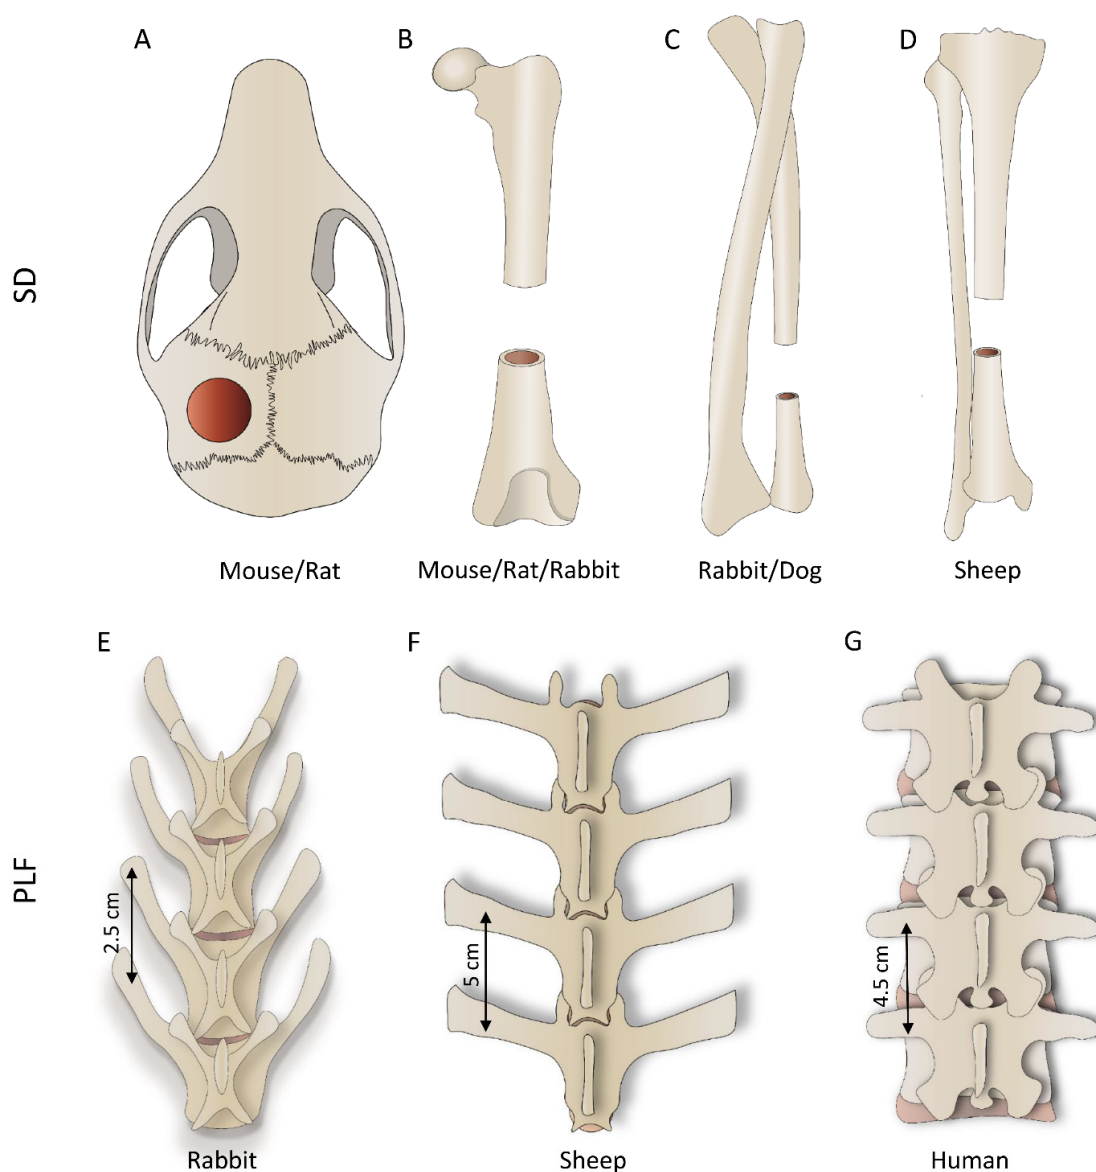 A
B
C
D
SD
Mouse/Rat
Mouse/Rat/Rabbit
Rabbit/Dog
Sheep
E
F
G
PLF
2.5 cm
5 cm
4.5 cm
Rabbit
Sheep
Human